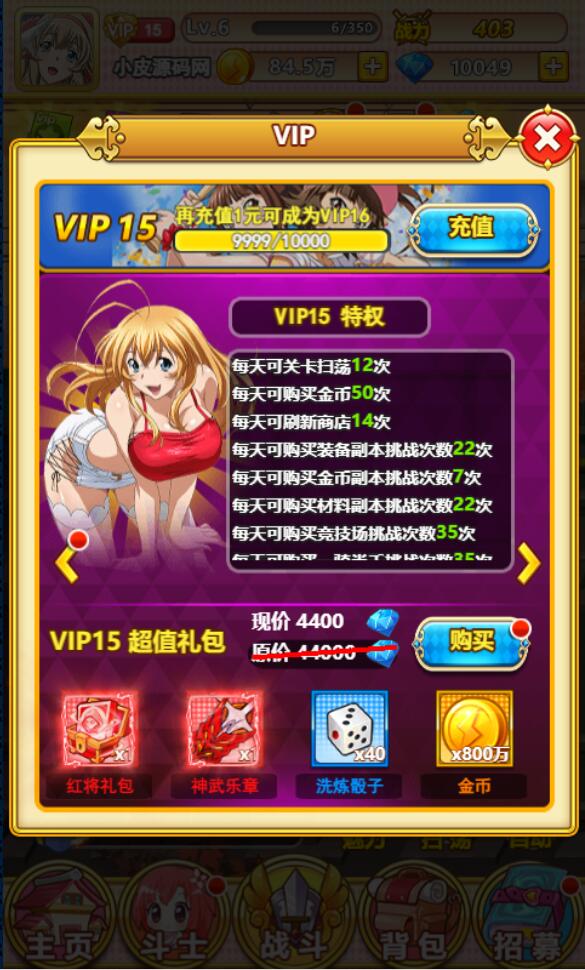 VIP 15
Lv.6
6/350
战力 403
小皮源码网
84.5万
10049
VIP
VIP 15
再充值1元可成为VIP16
9999/10000
充值
VIP15 特权
每天可关卡扫荡12次
每天可购买金币50次
每天可刷新商店14次
每天可购买装备副本挑战次数22次
每天可购买金币副本挑战次数7次
每天可购买材料副本挑战次数22次
每天可购买竞技场挑战次数35次
VIP15 超值礼包
现价 4400
原价 44000
购买
x1
x1
x40
x800万
红将礼包
神武乐章
洗炼骰子
金币
主页
斗士
战斗
背包
招募